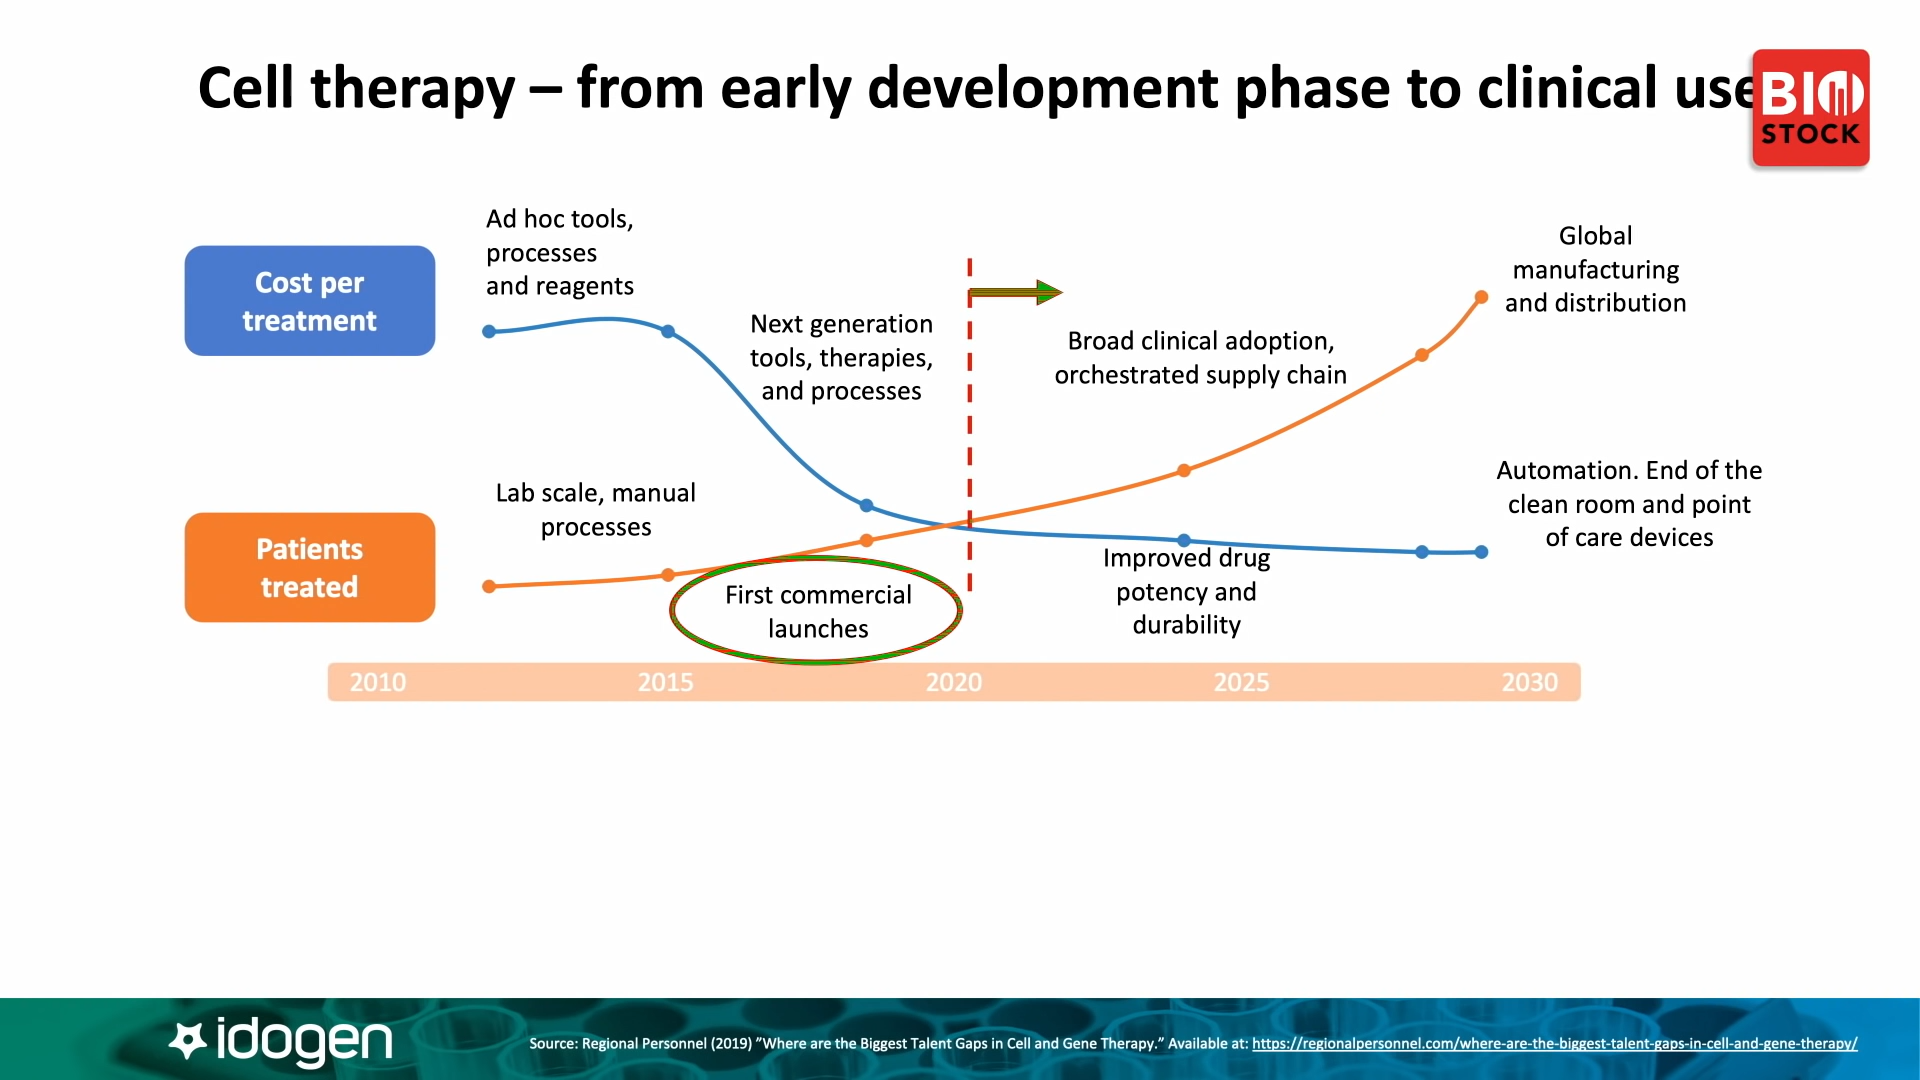 Cell therapy – from early development phase to clinical use
BIO
STOCK
Ad hoc tools,
processes
and reagents
Cost per
treatment
Next generation
tools, therapies,
and processes
Broad clinical adoption,
orchestrated supply chain
Global
manufacturing
and distribution
Lab scale, manual
processes
Patients
treated
First commercial
launches
Improved drug
potency and
durability
Automation. End of the
clean room and point
of care devices
2010 2015 2020 2025 2030
idogen
Source: Regional Personnel (2019) ”Where are the Biggest Talent Gaps in Cell and Gene Therapy.” Available at: https://regionalpersonnel.com/where-are-the-biggest-talent-gaps-in-cell-and-gene-therapy/